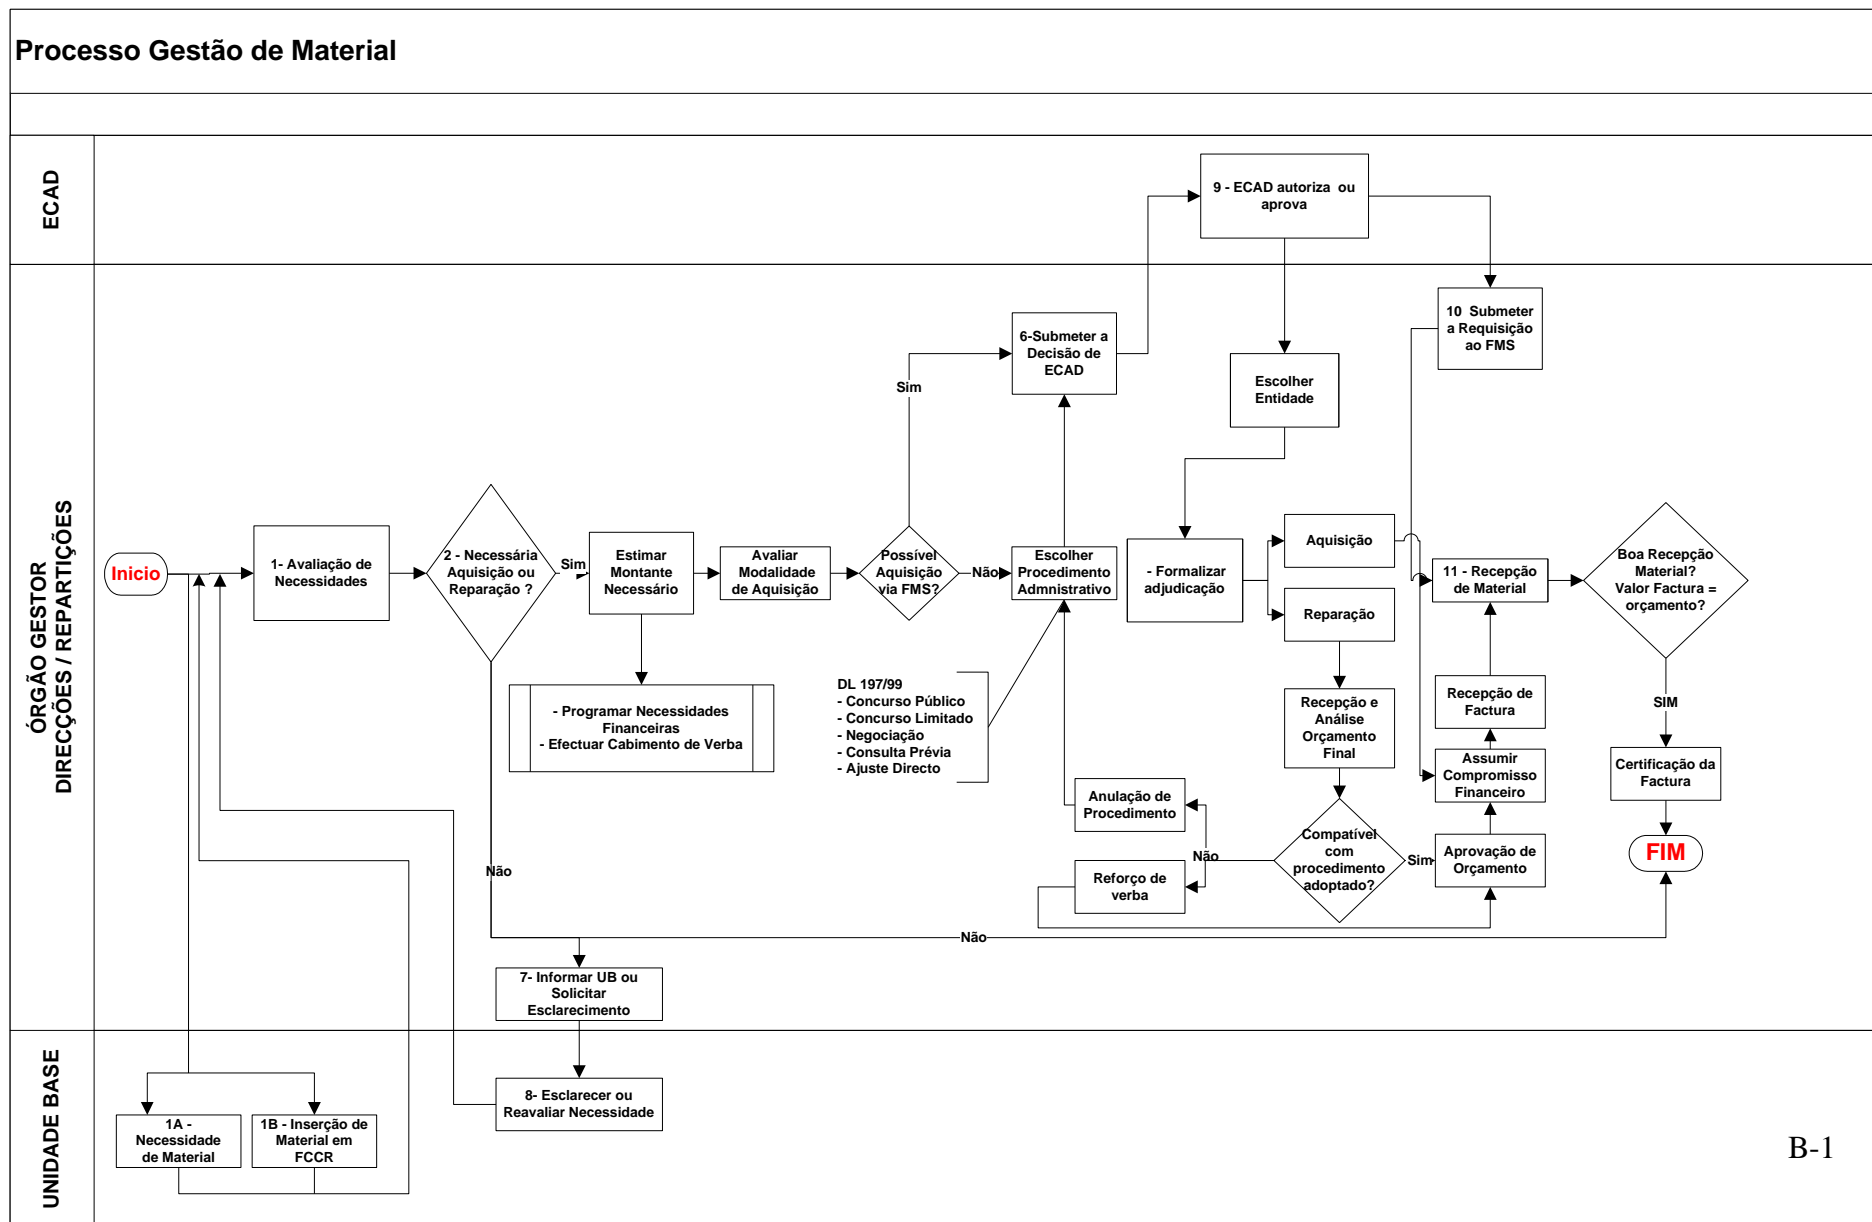 Processo Gestão de Material
ECAD
9 - ECAD autoriza ou
aprova
ÓRGÃO GESTOR
DIRECÇÕES / REPARTIÇÕES
6-Submeter a
Decisão de
ECAD
10 Submeter
a Requisição
ao FMS
Escolher
Entidade
Sim
Inicio
1- Avaliação de
Necessidades
2 - Necessária
Aquisição ou
Reparação ?
Sim
Estimar
Montante
Necessário
Avaliar
Modalidade
de Aquisição
Possível
Aquisição
via FMS?
Não
Escolher
Procedimento
Admnistrativo
- Formalizar
adjudicação
Aquisição
Reparação
11 - Recepção
de Material
Boa Recepção
Material?
Valor Factura =
orçamento?
- Programar Necessidades
Financeiras
- Efectuar Cabimento de Verba
DL 197/99
- Concurso Público
- Concurso Limitado
- Negociação
- Consulta Prévia
- Ajuste Directo
Recepção e
Análise
Orçamento
Final
Recepção de
Factura
SIM
Assumir
Compromisso
Financeiro
Certificação da
Factura
Anulação de
Procedimento
Não
Compatível
com
procedimento
adoptado?
Sim
Aprovação de
Orçamento
FIM
Reforço de
verba
Não
Não
7- Informar UB ou
Solicitar
Esclarecimento
UNIDADE BASE
8- Esclarecer ou
Reavaliar Necessidade
1A -
Necessidade
de Material
1B - Inserção de
Material em
FCCR
B-1